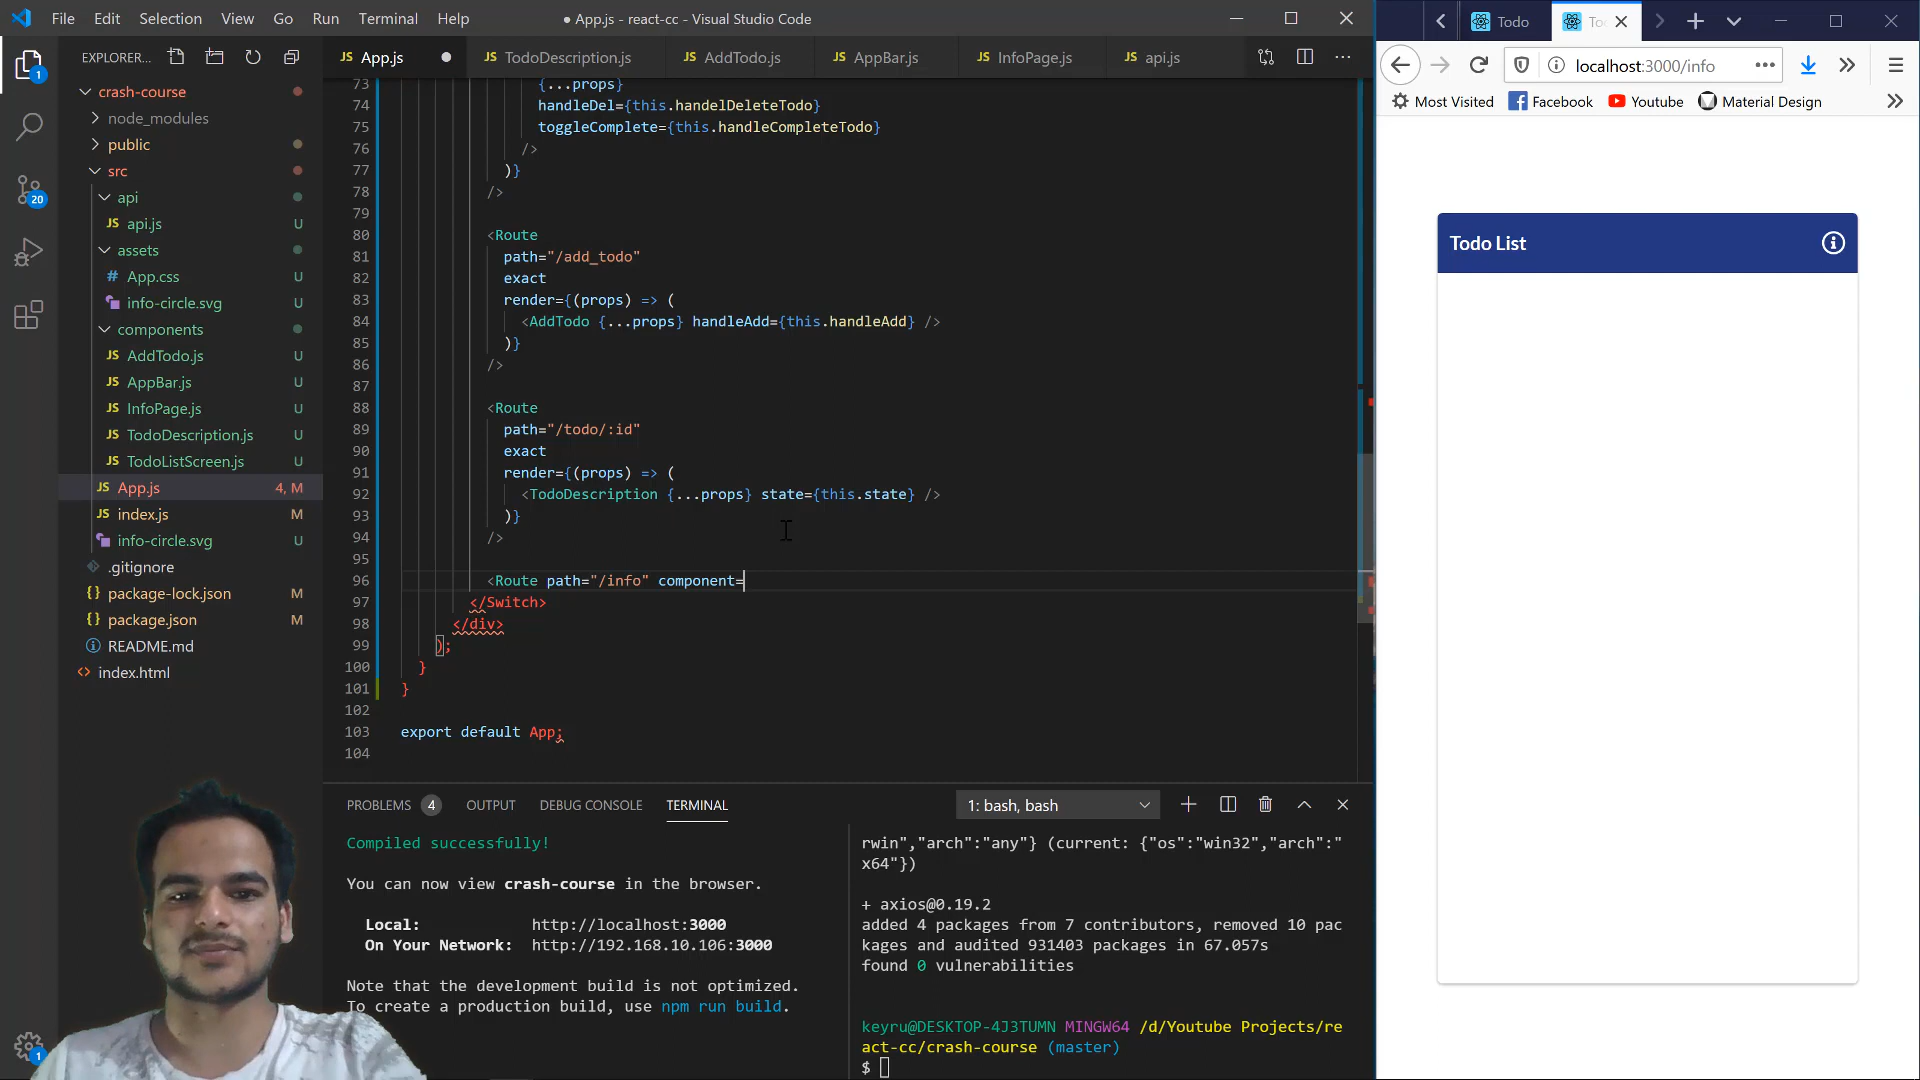 File Edit Selection View Go Run Terminal Help
● App.js - react-cc - Visual Studio Code
EXPLORER...
App.js
TodoDescription.js
AddTodo.js
AppBar.js
InfoPage.js
api.js
crash-course
node_modules
public
src
api
JS api.js U
assets
# App.css
info-circle.svg
components
JS AddTodo.js U
JS AppBar.js U
JS InfoPage.js U
JS TodoDescription.js U
JS TodoListScreen.js U
JS App.js 4, M
JS index.js M
info-circle.svg U
.gitignore
{} package-lock.json M
{} package.json M
README.md
<> index.html
1
20
1
73 {...props}
74 handleDel={this.handelDeleteTodo}
75 toggleComplete={this.handleCompleteTodo}
76 />
77 )}
78 />
79
80 <Route
81 path="/add_todo"
82 exact
83 render={(props) => (
84 <AddTodo {...props} handleAdd={this.handleAdd} />
85 )}
86 />
87
88 <Route
89 path="/todo/:id"
90 exact
91 render={(props) => (
92 <TodoDescription {...props} state={this.state} />
93 )}
94 />
95
96 <Route path="/info" component=
97 </Switch>
98 </div>
99 );
100 }
101 }
102
103 export default App;
104
PROBLEMS 4 OUTPUT DEBUG CONSOLE TERMINAL
1: bash, bash
Compiled successfully!
You can now view crash-course in the browser.
Local: http://localhost:3000
On Your Network: http://192.168.10.106:3000
Note that the development build is not optimized.
To create a production build, use npm run build.
rwin","arch":"any"} (current: {"os":"win32","arch":"
x64"})
+ axios@0.19.2
added 4 packages from 7 contributors, removed 10 pac
kages and audited 931403 packages in 67.057s
found 0 vulnerabilities
keyru@DESKTOP-4J3TUMN MINGW64 /d/Youtube Projects/re
act-cc/crash-course (master)
$
Todo
To
localhost:3000/info
Most Visited Facebook Youtube Material Design
Todo List